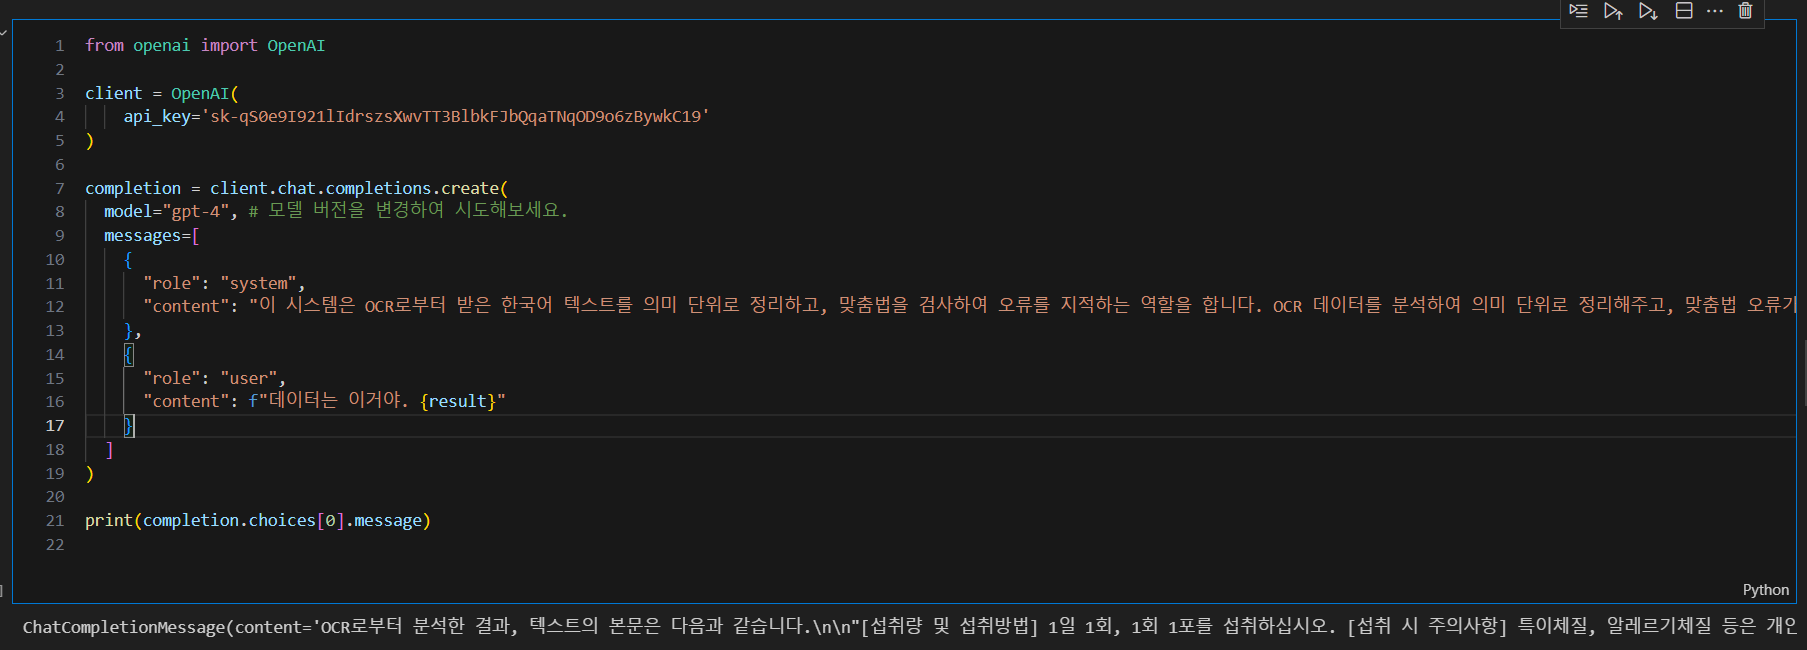 1 from openai import OpenAI
2
3 client = OpenAI(
4 api_key='[redacted]'
5 )
6
7 completion = client.chat.completions.create(
8 model="gpt-4", # 모델 버전을 변경하여 시도해보세요.
9 messages=[
10 {
11 "role": "system",
12 "content": "이 시스템은 OCR로부터 받은 한국어 텍스트를 의미 단위로 정리하고, 맞춤법을 검사하여 오류를 지적하는 역할을 합니다. OCR 데이터를 분석하여 의미 단위로 정리해주고, 맞춤법 오류가
13 },
14 {
15 "role": "user",
16 "content": f"데이터는 이거야. {result}"
17 }
18 ]
19 )
20
21 print(completion.choices[0].message)
22
Python
ChatCompletionMessage(content='OCR로부터 분석한 결과, 텍스트의 본문은 다음과 같습니다.\n\n"[섭취량 및 섭취방법] 1일 1회, 1회 1포를 섭취하십시오. [섭취 시 주의사항] 특이체질, 알레르기체질 등은 개인